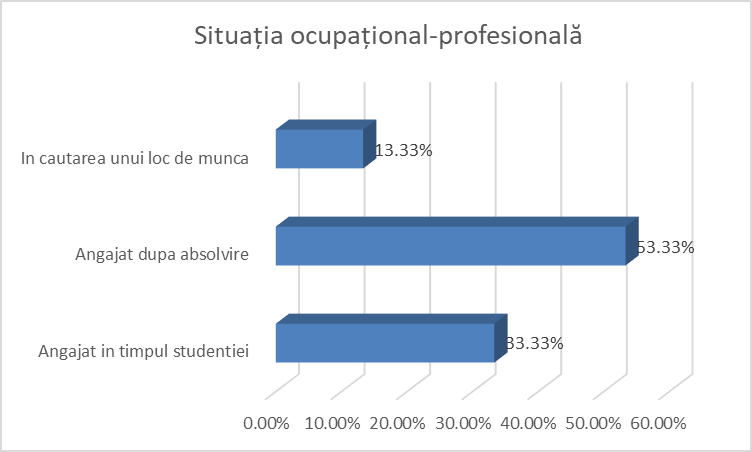 Situația ocupațional-profesională
In cautarea unui loc de munca
13.33%
Angajat dupa absolvire
53.33%
Angajat in timpul studentiei
33.33%
0.00% 10.00% 20.00% 30.00% 40.00% 50.00% 60.00%